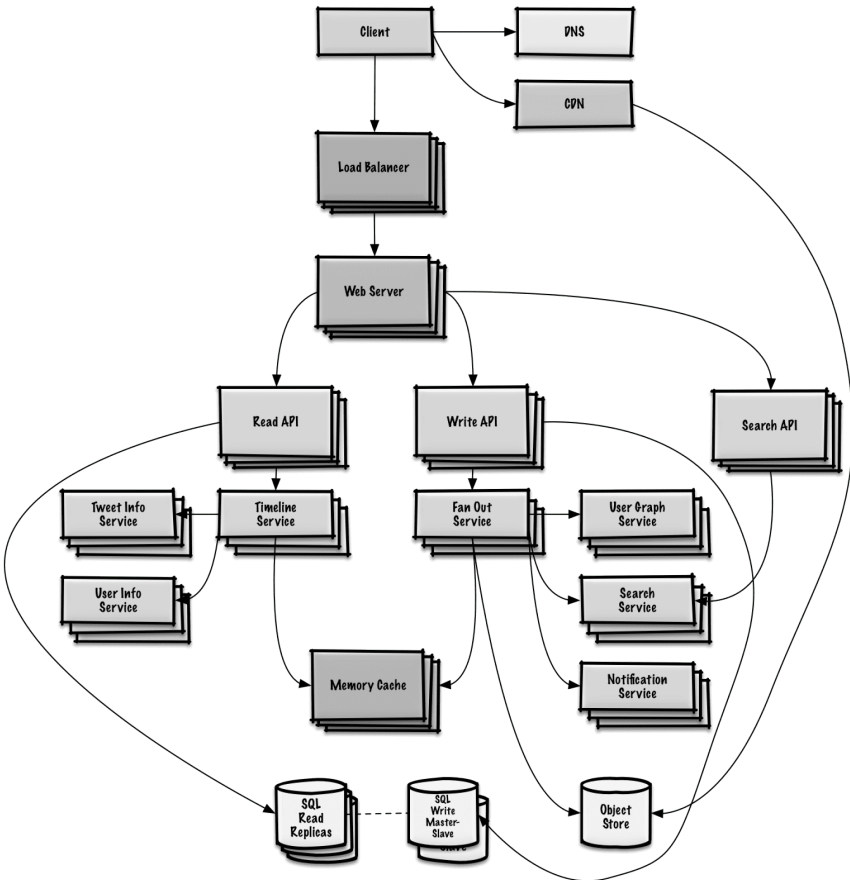 Client
DNS
CDN
Load Balancer
Web Server
Read API
Write API
Search API
Tweet Info
Service
Timeline
Service
Fan Out
Service
User Graph
Service
User Info
Service
Search
Service
Memory Cache
Notification
Service
SQL
Read
Replicas
SQL
Write
Master-
Slave
Object
Store